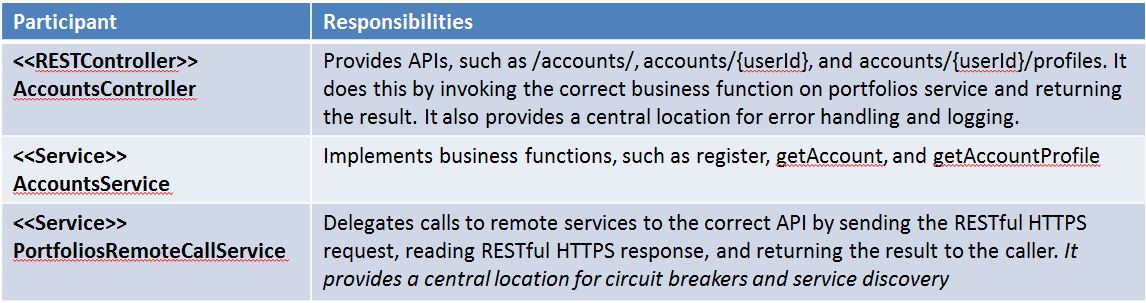 Participant Responsibilities
<<RESTController>>
AccountsController
Provides APIs, such as /accounts/, accounts/{userId}, and accounts/{userId}/profiles. It
does this by invoking the correct business function on portfolios service and returning
the result. It also provides a central location for error handling and logging.
<<Service>>
AccountsService
Implements business functions, such as register, getAccount, and getAccountProfile
<<Service>>
PortfoliosRemoteCallService
Delegates calls to remote services to the correct API by sending the RESTful HTTPS
request, reading RESTful HTTPS response, and returning the result to the caller. It
provides a central location for circuit breakers and service discovery